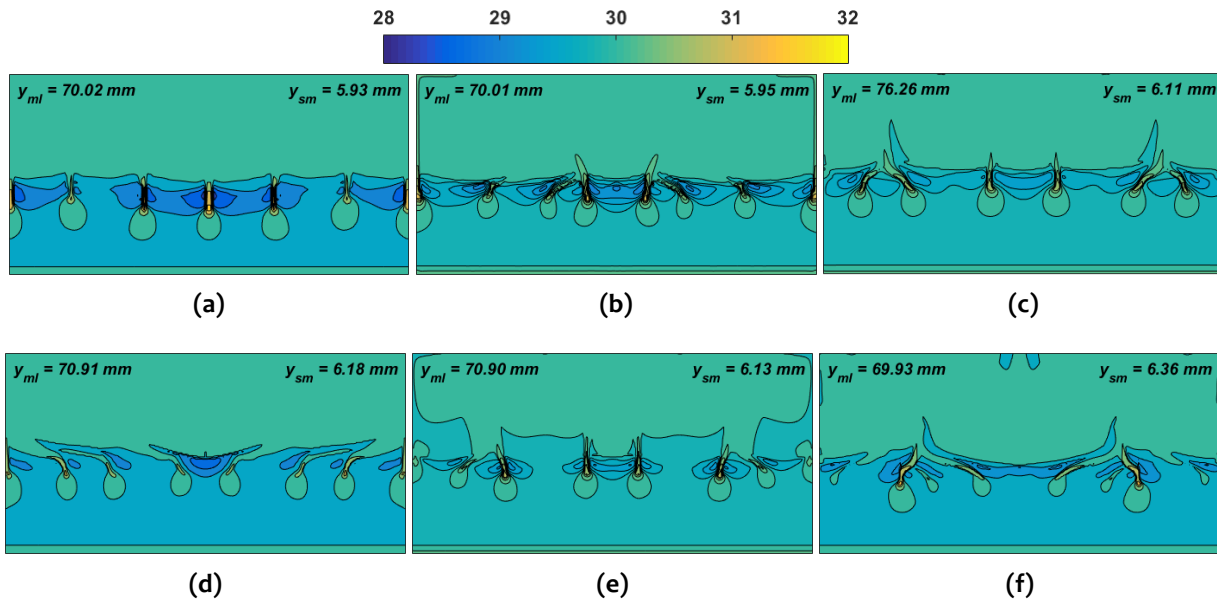 28 29 30 31 32
y_ml = 70.02 mm y_sm = 5.93 mm
y_ml = 70.01 mm y_sm = 5.95 mm
y_ml = 76.26 mm y_sm = 6.11 mm
(a) (b) (c)
y_ml = 70.91 mm y_sm = 6.18 mm
y_ml = 70.90 mm y_sm = 6.13 mm
y_ml = 69.93 mm y_sm = 6.36 mm
(d) (e) (f)